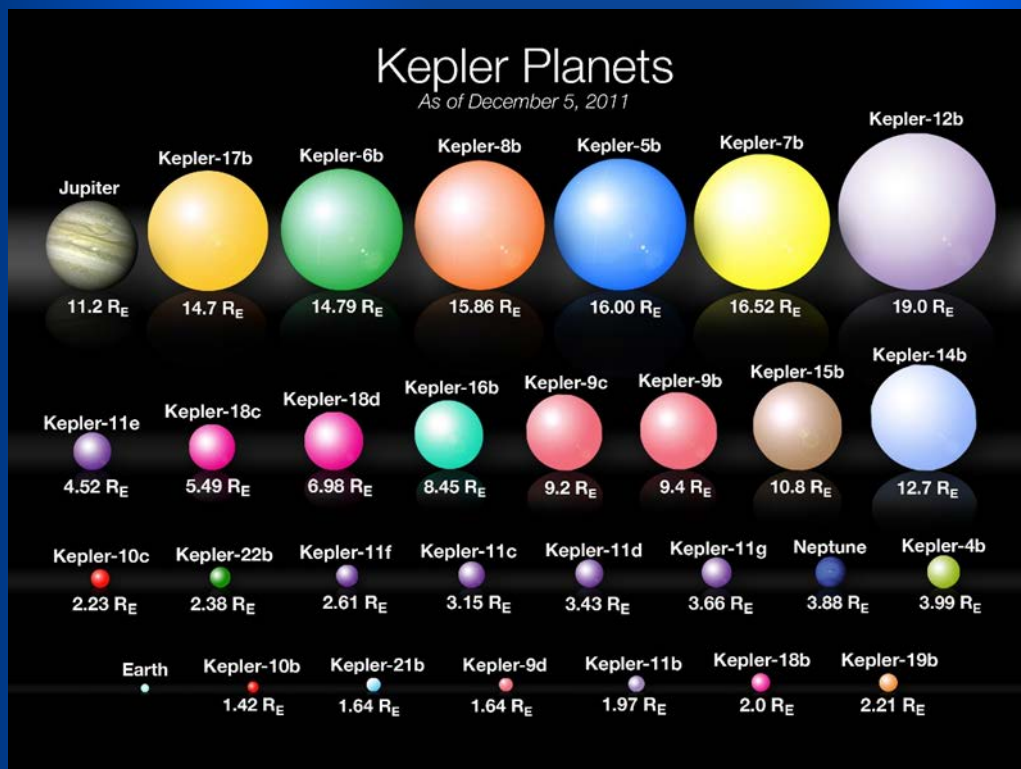 Kepler Planets
As of December 5, 2011
Jupiter Kepler-17b Kepler-6b Kepler-8b Kepler-5b Kepler-7b Kepler-12b
11.2 RE 14.7 RE 14.79 RE 15.86 RE 16.00 RE 16.52 RE 19.0 RE
Kepler-11e Kepler-18c Kepler-18d Kepler-16b Kepler-9c Kepler-9b Kepler-15b Kepler-14b
4.52 RE 5.49 RE 6.98 RE 8.45 RE 9.2 RE 9.4 RE 10.8 RE 12.7 RE
Kepler-10c Kepler-22b Kepler-11f Kepler-11c Kepler-11d Kepler-11g Neptune Kepler-4b
2.23 RE 2.38 RE 2.61 RE 3.15 RE 3.43 RE 3.66 RE 3.88 RE 3.99 RE
Earth Kepler-10b Kepler-21b Kepler-9d Kepler-11b Kepler-18b Kepler-19b
1.42 RE 1.64 RE 1.64 RE 1.97 RE 2.0 RE 2.21 RE